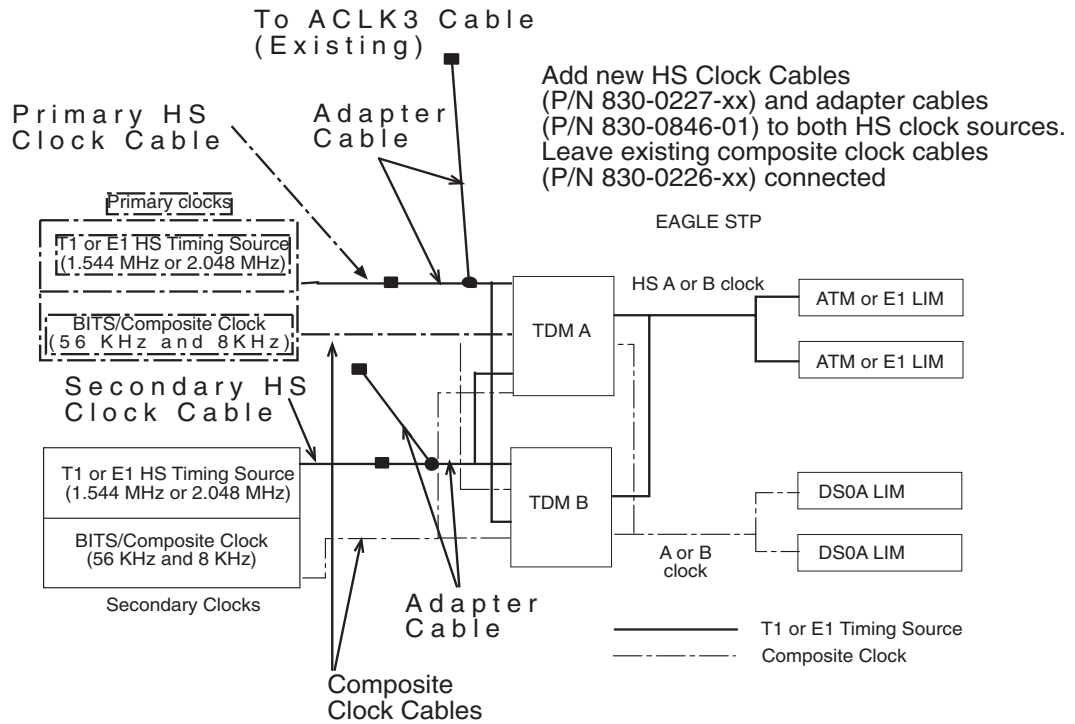 To ACLK3 Cable
(Existing)
Add new HS Clock Cables
(P/N 830-0227-xx) and adapter cables
(P/N 830-0846-01) to both HS clock sources.
Leave existing composite clock cables
(P/N 830-0226-xx) connected
Primary HS
Clock Cable
Adapter
Cable
Primary clocks
EAGLE STP
T1 or E1 HS Timing Source
(1.544 MHz or 2.048 MHz)
HS A or B clock
ATM or E1 LIM
BITS/Composite Clock
(56 KHz and 8KHz)
TDM A
ATM or E1 LIM
Secondary HS
Clock Cable
T1 or E1 HS Timing Source
(1.544 MHz or 2.048 MHz)
TDM B
DS0A LIM
BITS/Composite Clock
(56 KHz and 8 KHz)
A or B
clock
DS0A LIM
Secondary Clocks
Adapter
Cable
T1 or E1 Timing Source
Composite Clock
Composite
Clock Cables